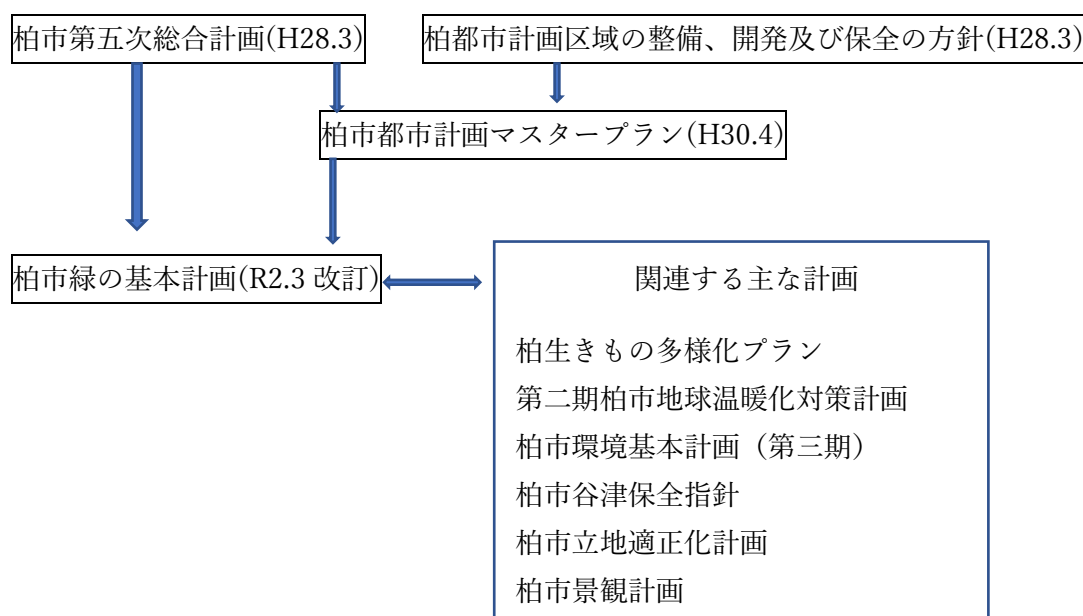 柏市第五次総合計画(H28.3)
柏都市計画区域の整備、開発及び保全の方針(H28.3)
柏市都市計画マスタープラン(H30.4)
柏市緑の基本計画(R2.3 改訂)
関連する主な計画
柏生きもの多様化プラン
第二期柏市地球温暖化対策計画
柏市環境基本計画（第三期）
柏市谷津保全指針
柏市立地適正化計画
柏市景観計画